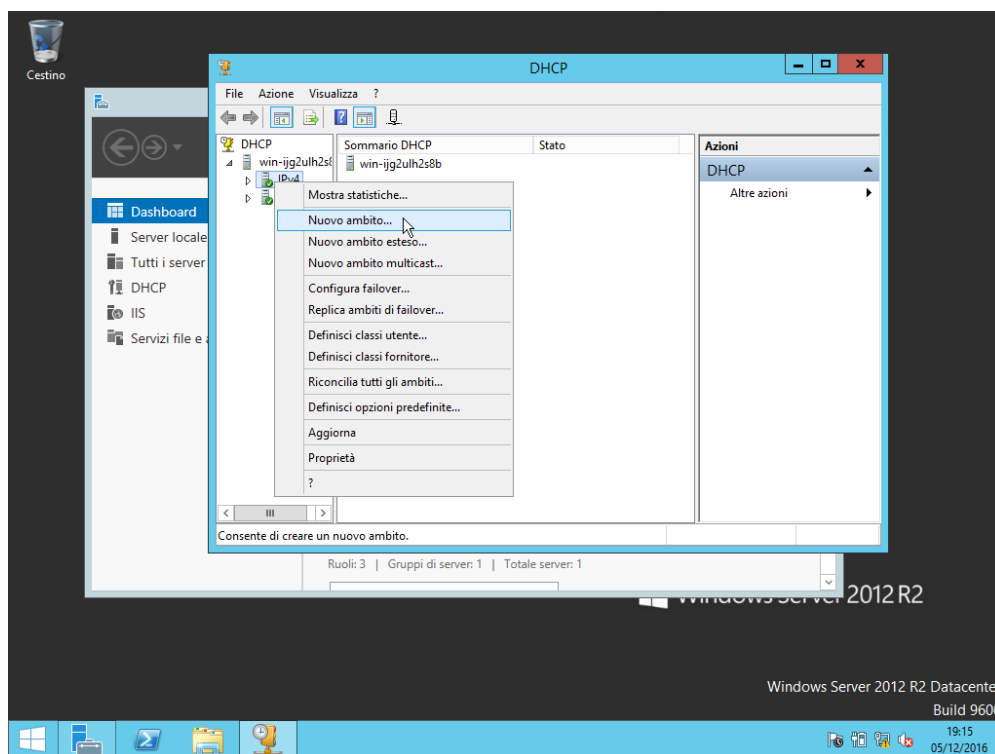 Cestino
DHCP
File Azione Visualizza ?
DHCP
win-ijg2ulh2s8
IPv4
Sommario DHCP Stato
win-ijg2ulh2s8b
Azioni
DHCP
Altre azioni
Mostra statistiche...
Nuovo ambito...
Nuovo ambito esteso...
Nuovo ambito multicast...
Configura failover...
Replica ambiti di failover...
Definisci classi utente...
Definisci classi fornitore...
Riconcilia tutti gli ambiti...
Definisci opzioni predefinite...
Aggiorna
Proprietà
?
Consente di creare un nuovo ambito.
Dashboard
Server locale
Tutti i server
DHCP
IIS
Servizi file e
Ruoli: 3 | Gruppi di server: 1 | Totale server: 1
Windows Server 2012 R2
Windows Server 2012 R2 Datacente
Build 960
19:15
05/12/2016